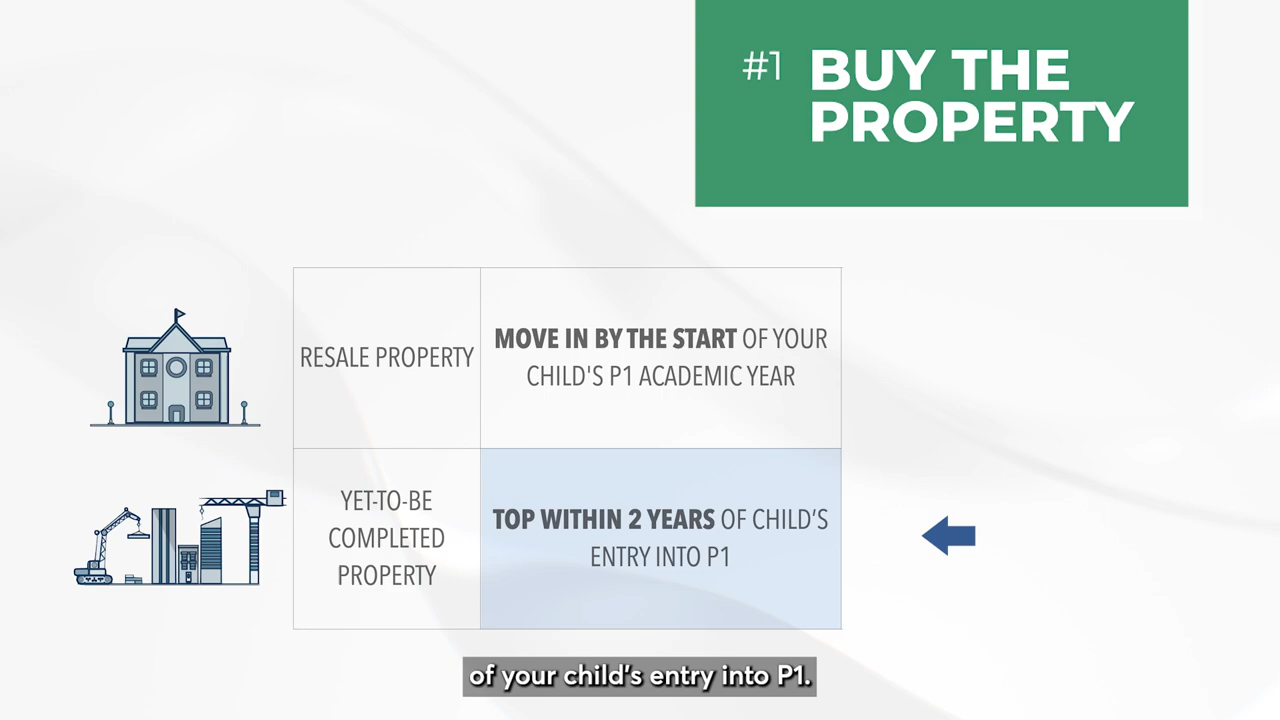 #1 BUY THE
PROPERTY
RESALE PROPERTY
MOVE IN BY THE START OF YOUR
CHILD'S P1 ACADEMIC YEAR
YET-TO-BE
COMPLETED
PROPERTY
TOP WITHIN 2 YEARS OF CHILD’S
ENTRY INTO P1
of your child's entry into P1.